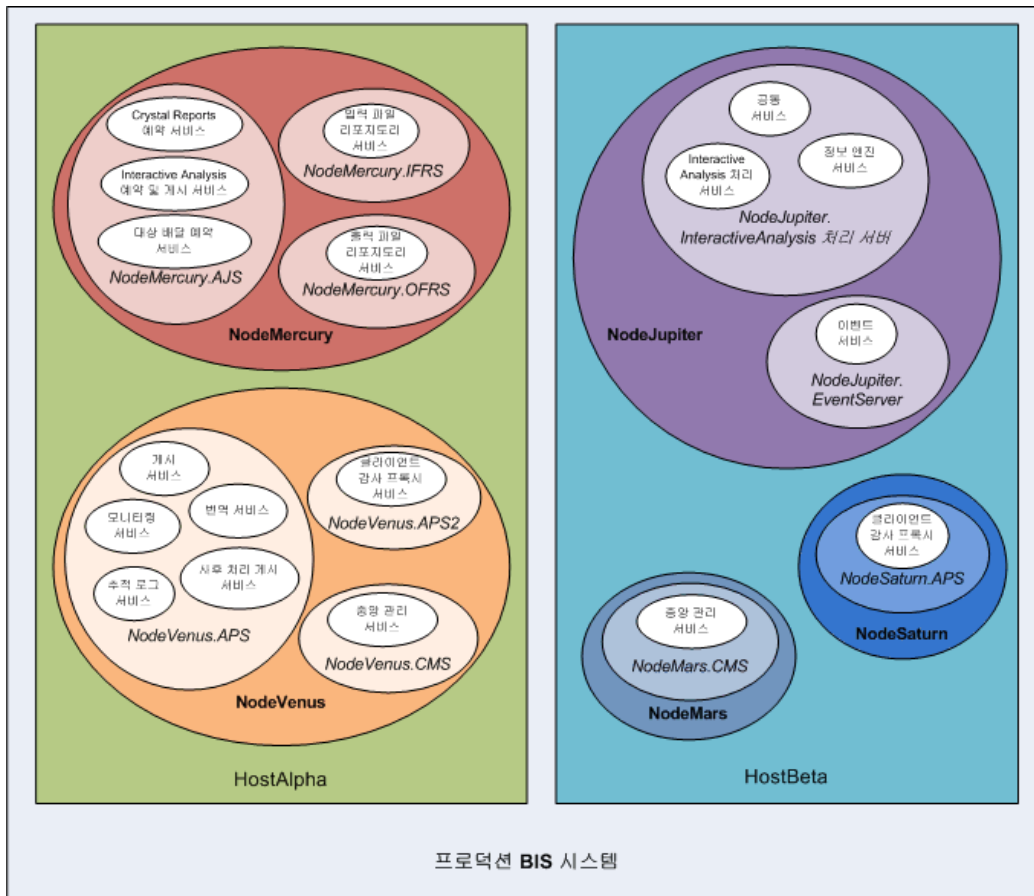 Crystal Reports
예약 서비스
Interactive Analysis
예약 및 게시 서비스
대상 배달 예약
서비스
NodeMercury.AJS
입력 파일
리포지토리
서비스
NodeMercury.IFRS
출력 파일
리포지토리
서비스
NodeMercury.OFRS
NodeMercury
게시
서비스
모니터링
서비스
번역 서비스
추적 로그
서비스
사후 처리 게시
서비스
NodeVenus.APS
클라이언트
감사 프록시
서비스
NodeVenus.APS2
중앙 관리
서비스
NodeVenus.CMS
NodeVenus
HostAlpha
공통
서비스
Interactive
Analysis 처리
서비스
정보 엔진
서비스
NodeJupiter.
InteractiveAnalysis 처리 서버
NodeJupiter
이벤트
서비스
NodeJupiter.
EventServer
클라이언트
감사 프록시
서비스
NodeSaturn.APS
NodeSaturn
중앙 관리
서비스
NodeMars.CMS
NodeMars
HostBeta
프로덕션 BIS 시스템